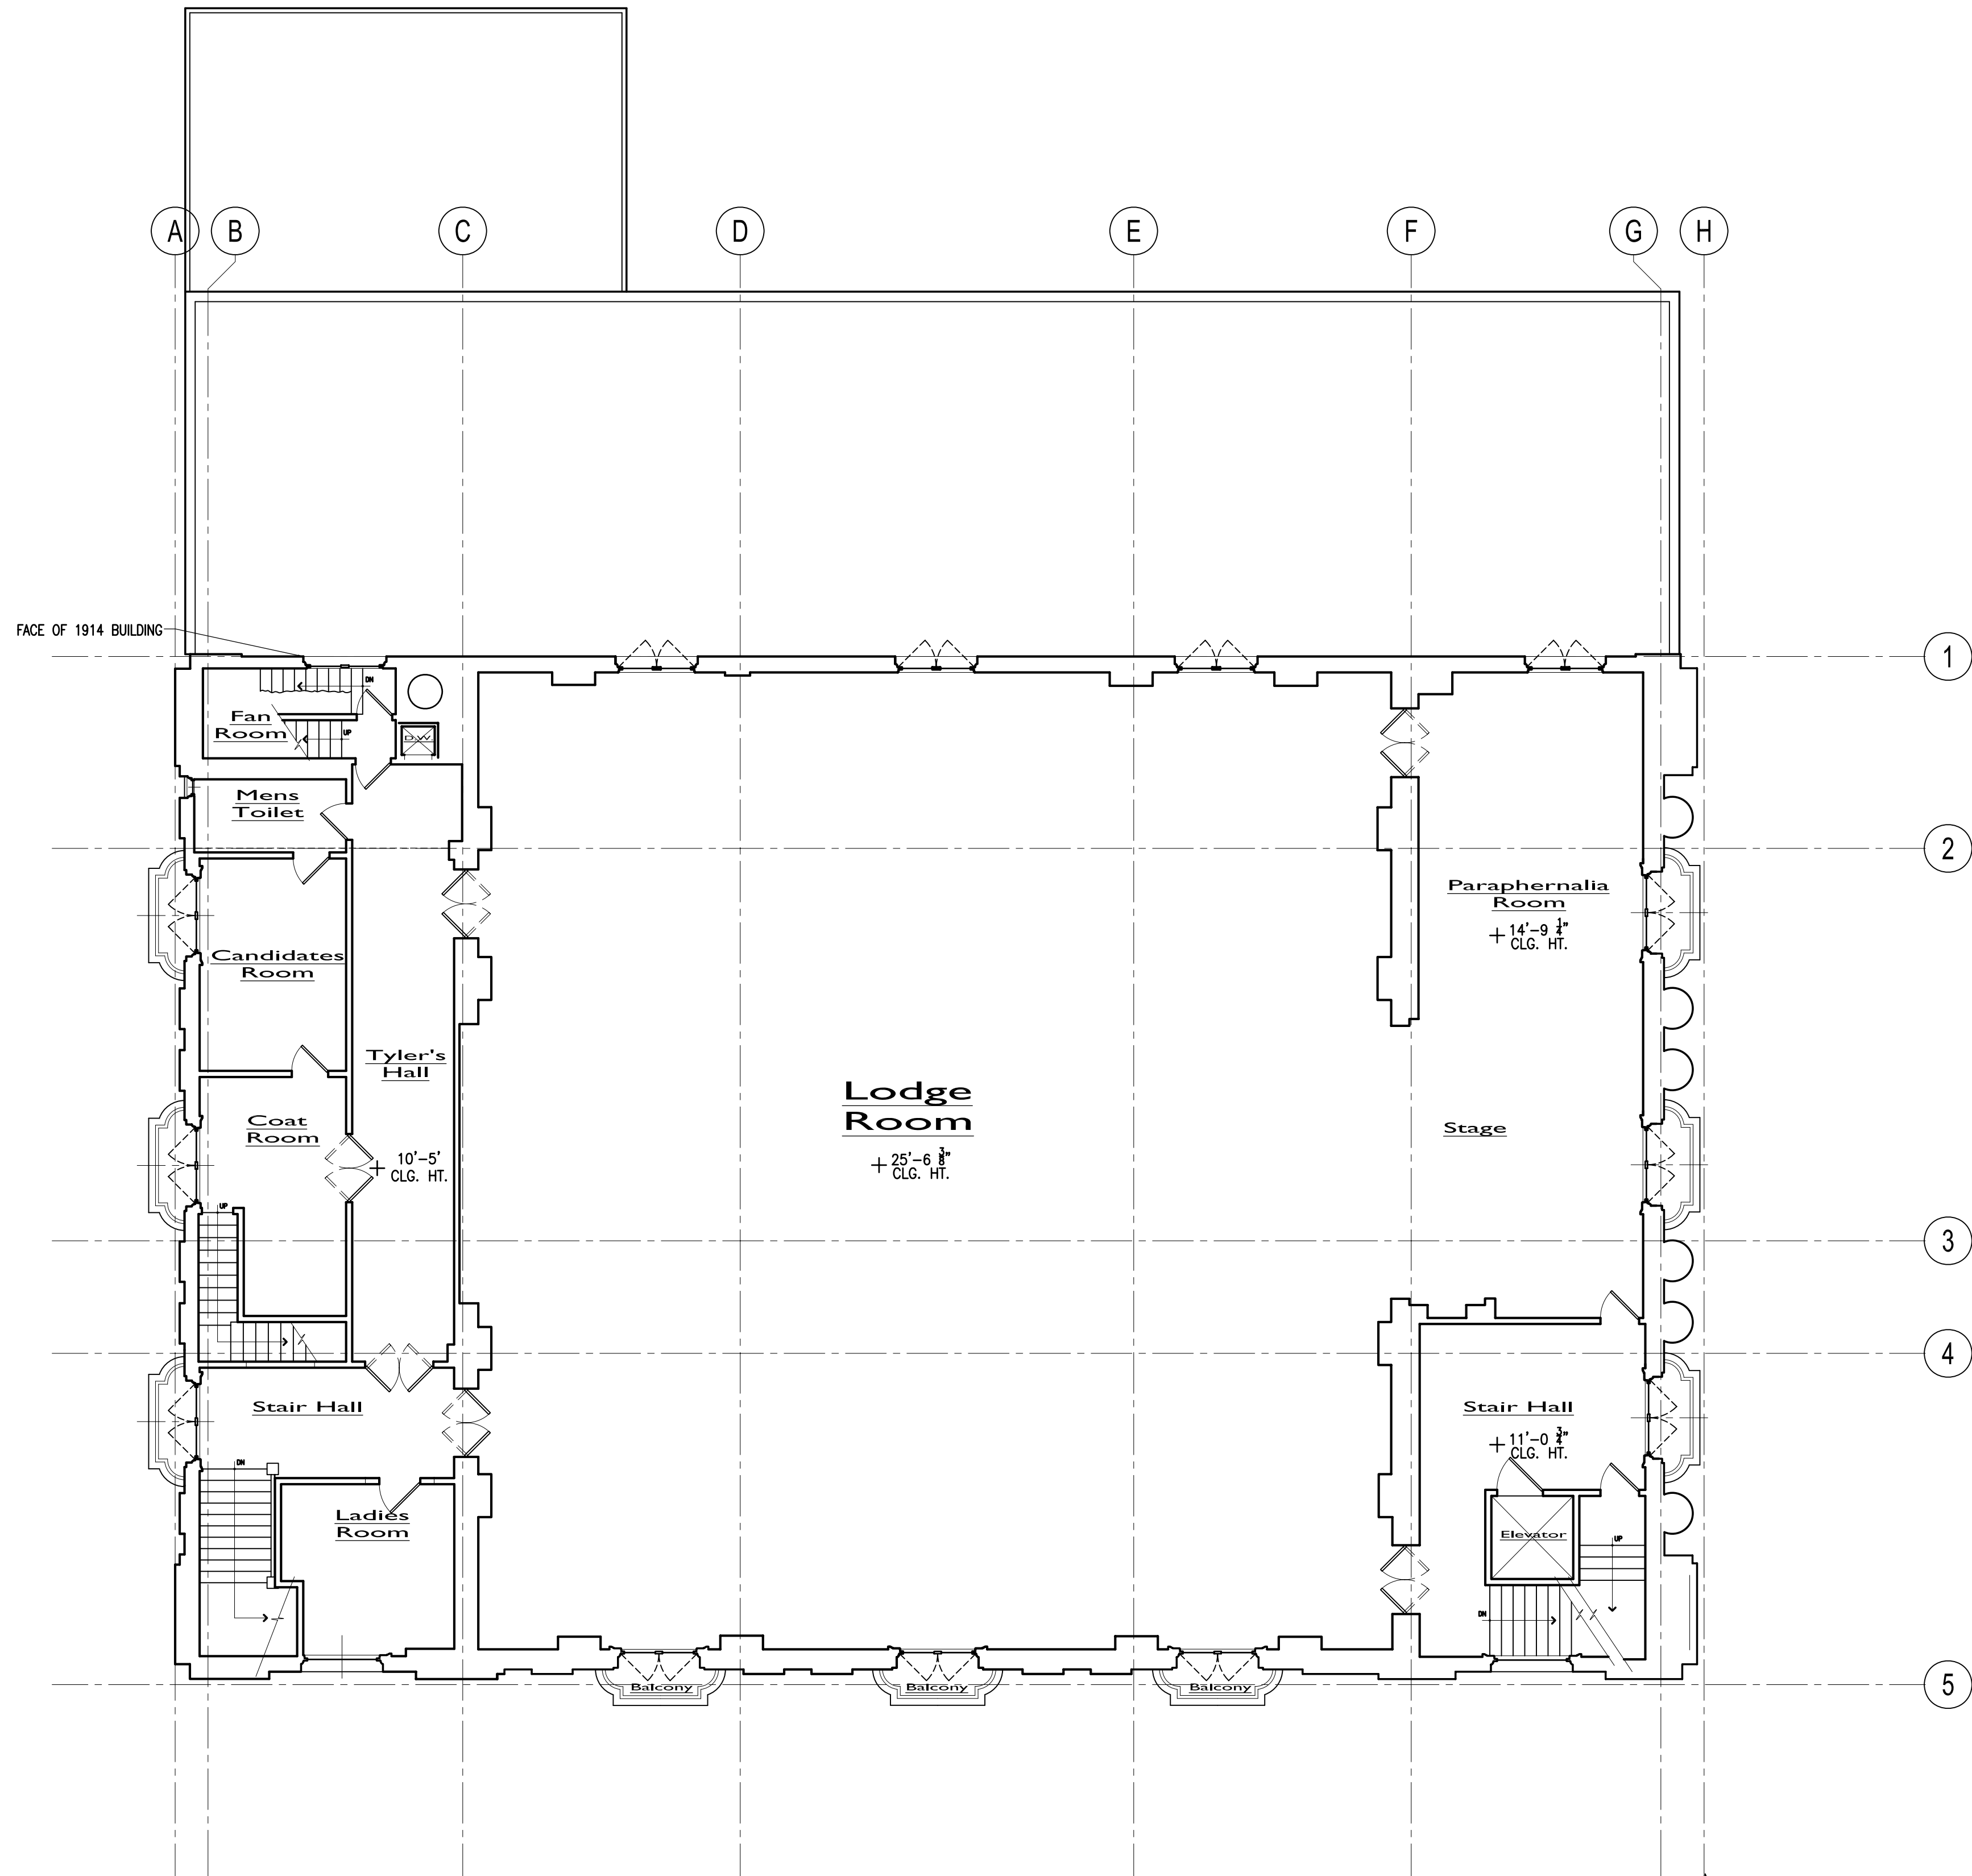 A B C D E F G H
FACE OF 1914 BUILDING
1
DN
Fan
Room
UP
D.W
Mens
Toilet
2
Paraphernalia
Room
14'-9 1/4"
CLG. HT.
Candidates
Room
Tyler's
Hall
Lodge
Room
25'-6 3/8"
CLG. HT.
Coat
Room
10'-5'
CLG. HT.
Stage
UP
3
4
Stair Hall
Stair Hall
11'-0 3/4"
CLG. HT.
DN
Ladies
Room
Elevator
UP
DN
Balcony
Balcony
Balcony
5